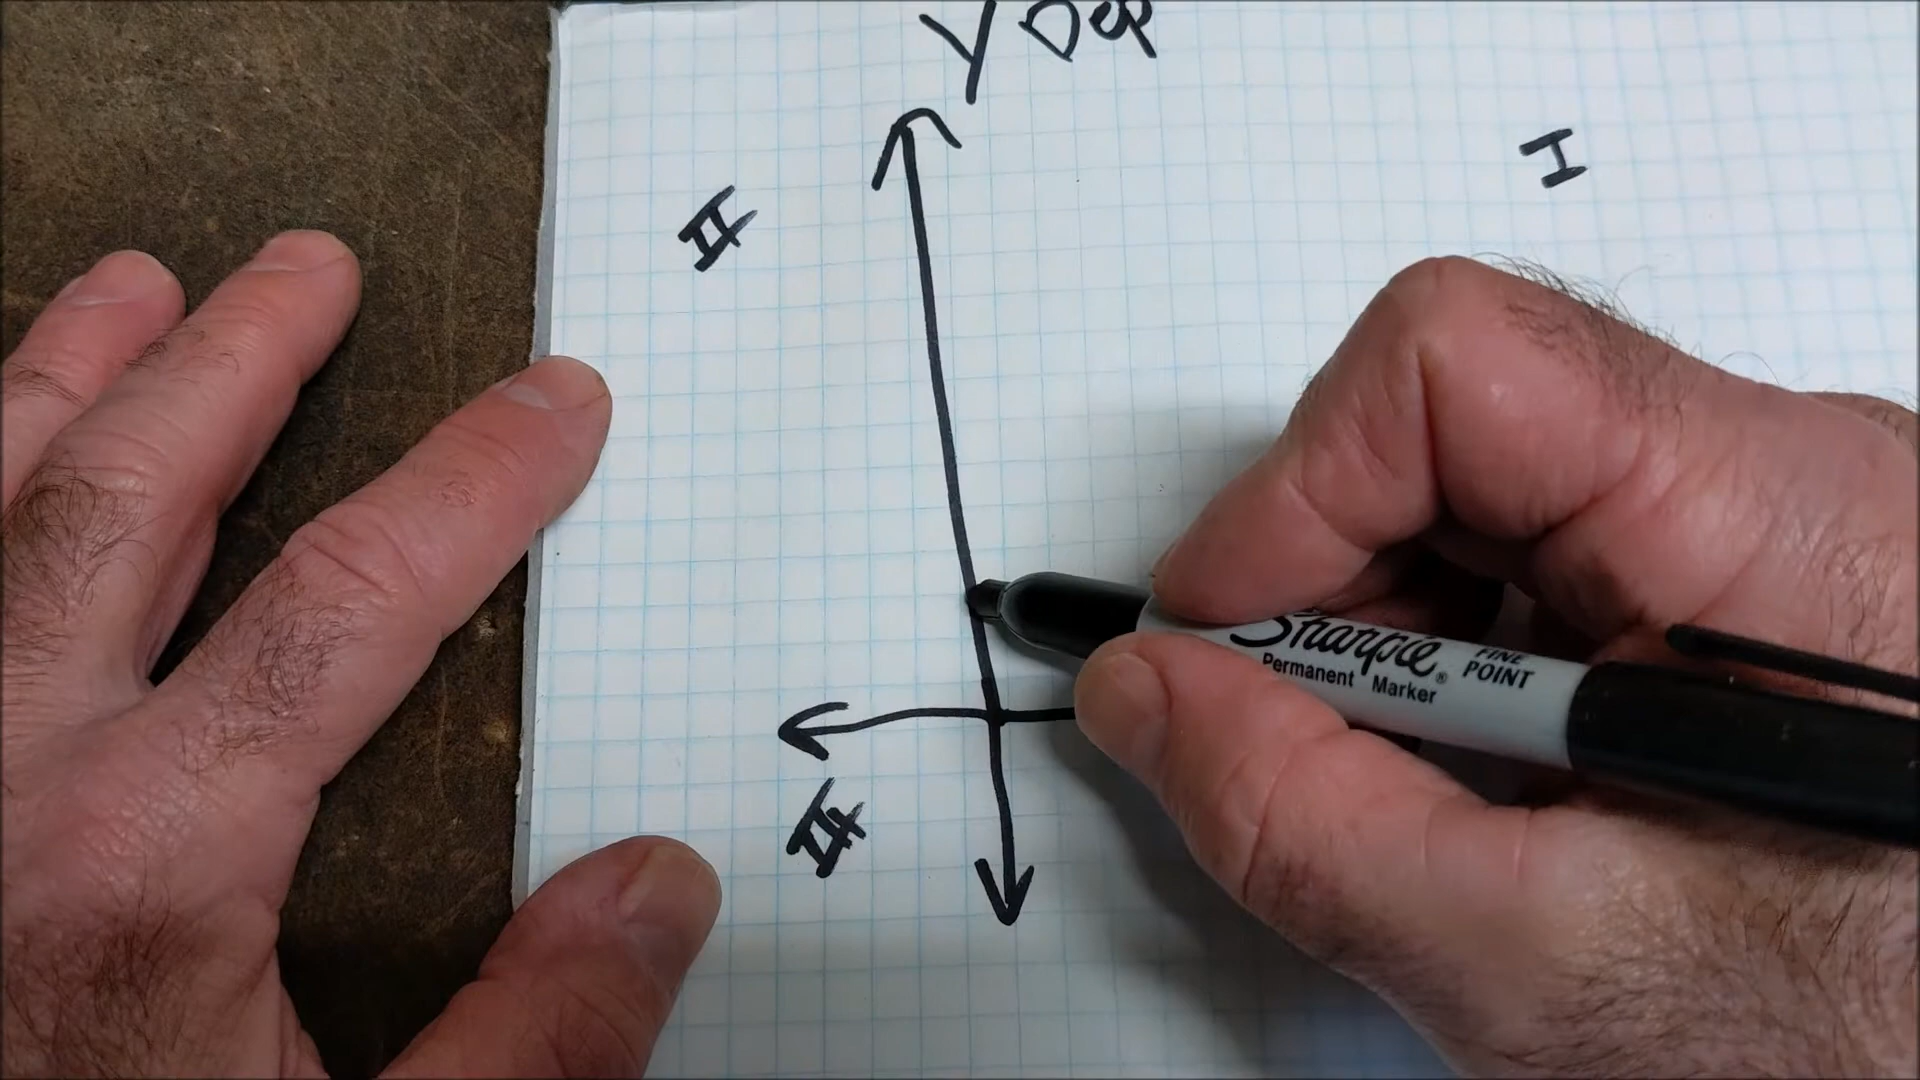 Y Dep
I
II
III
Sharpie® FINE POINT
Permanent Marker